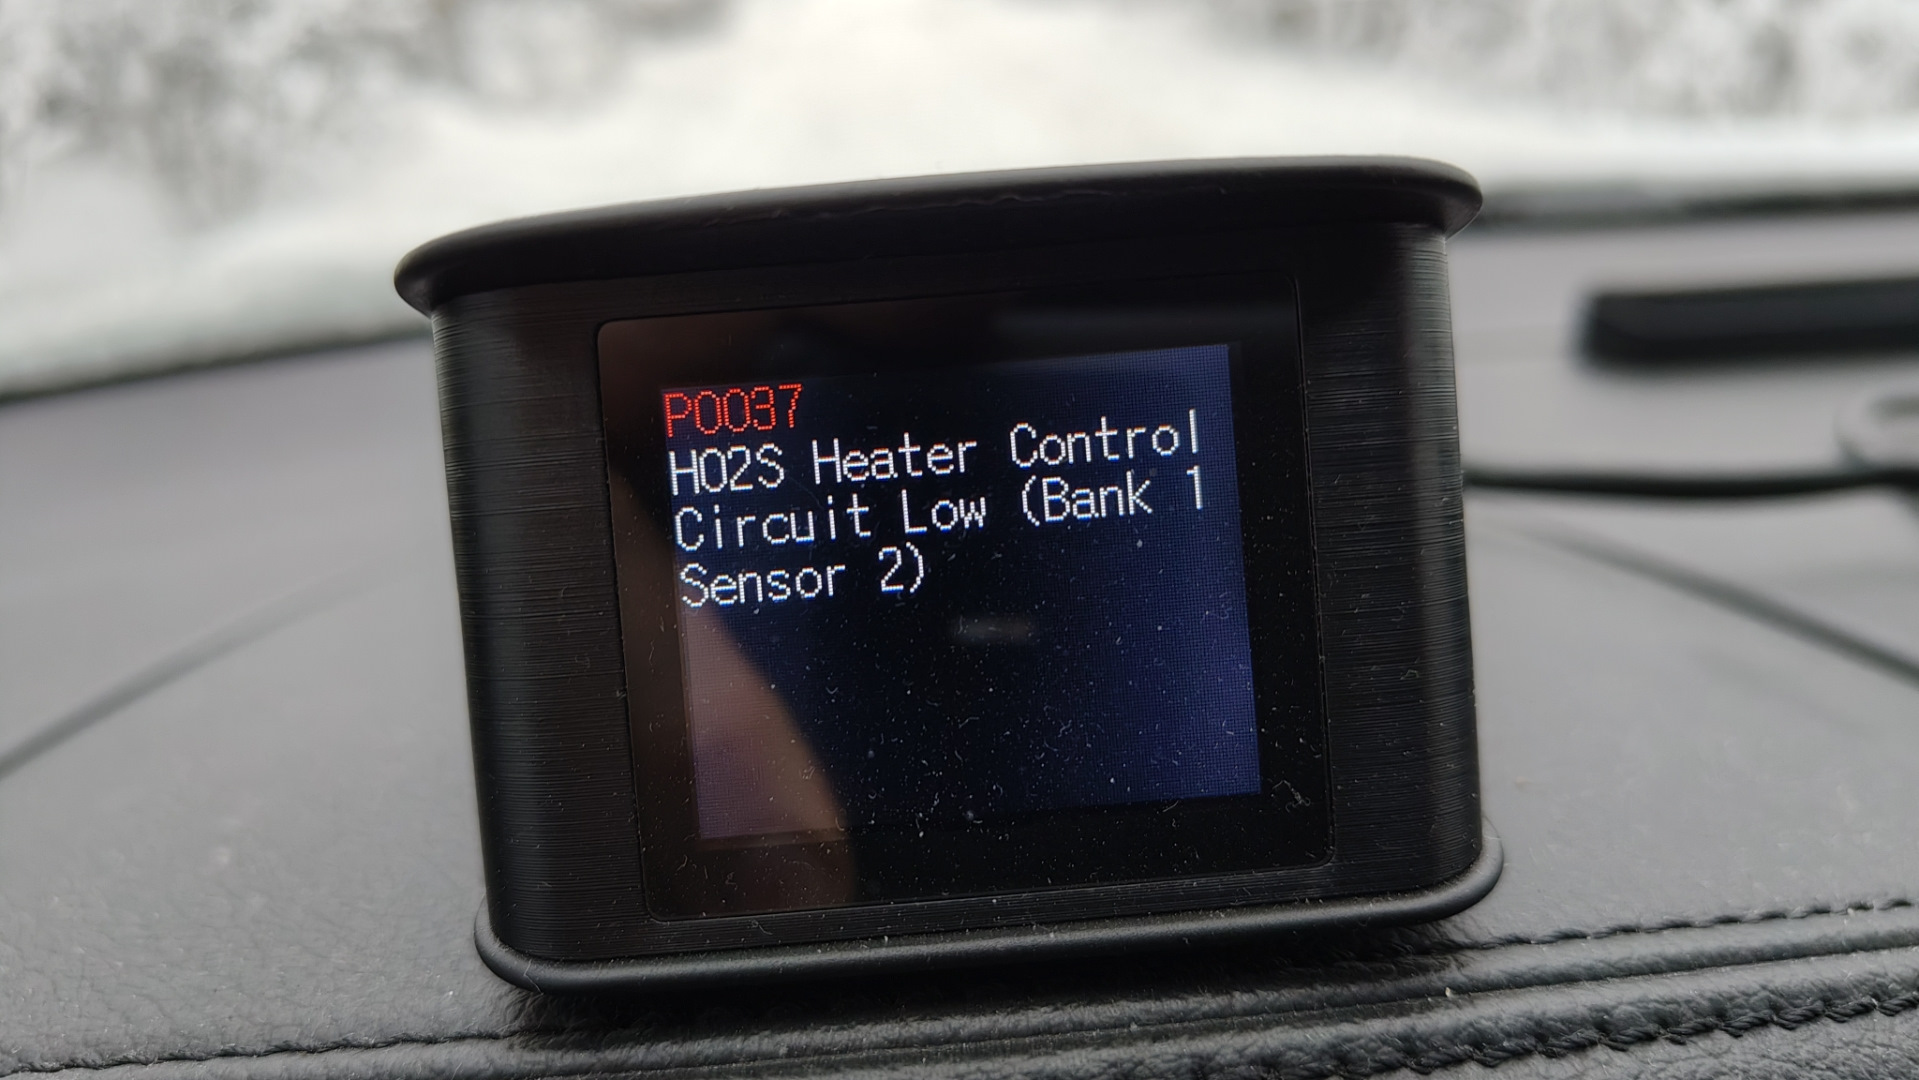 P0037
HO2S Heater Control
Circuit Low (Bank 1
Sensor 2)